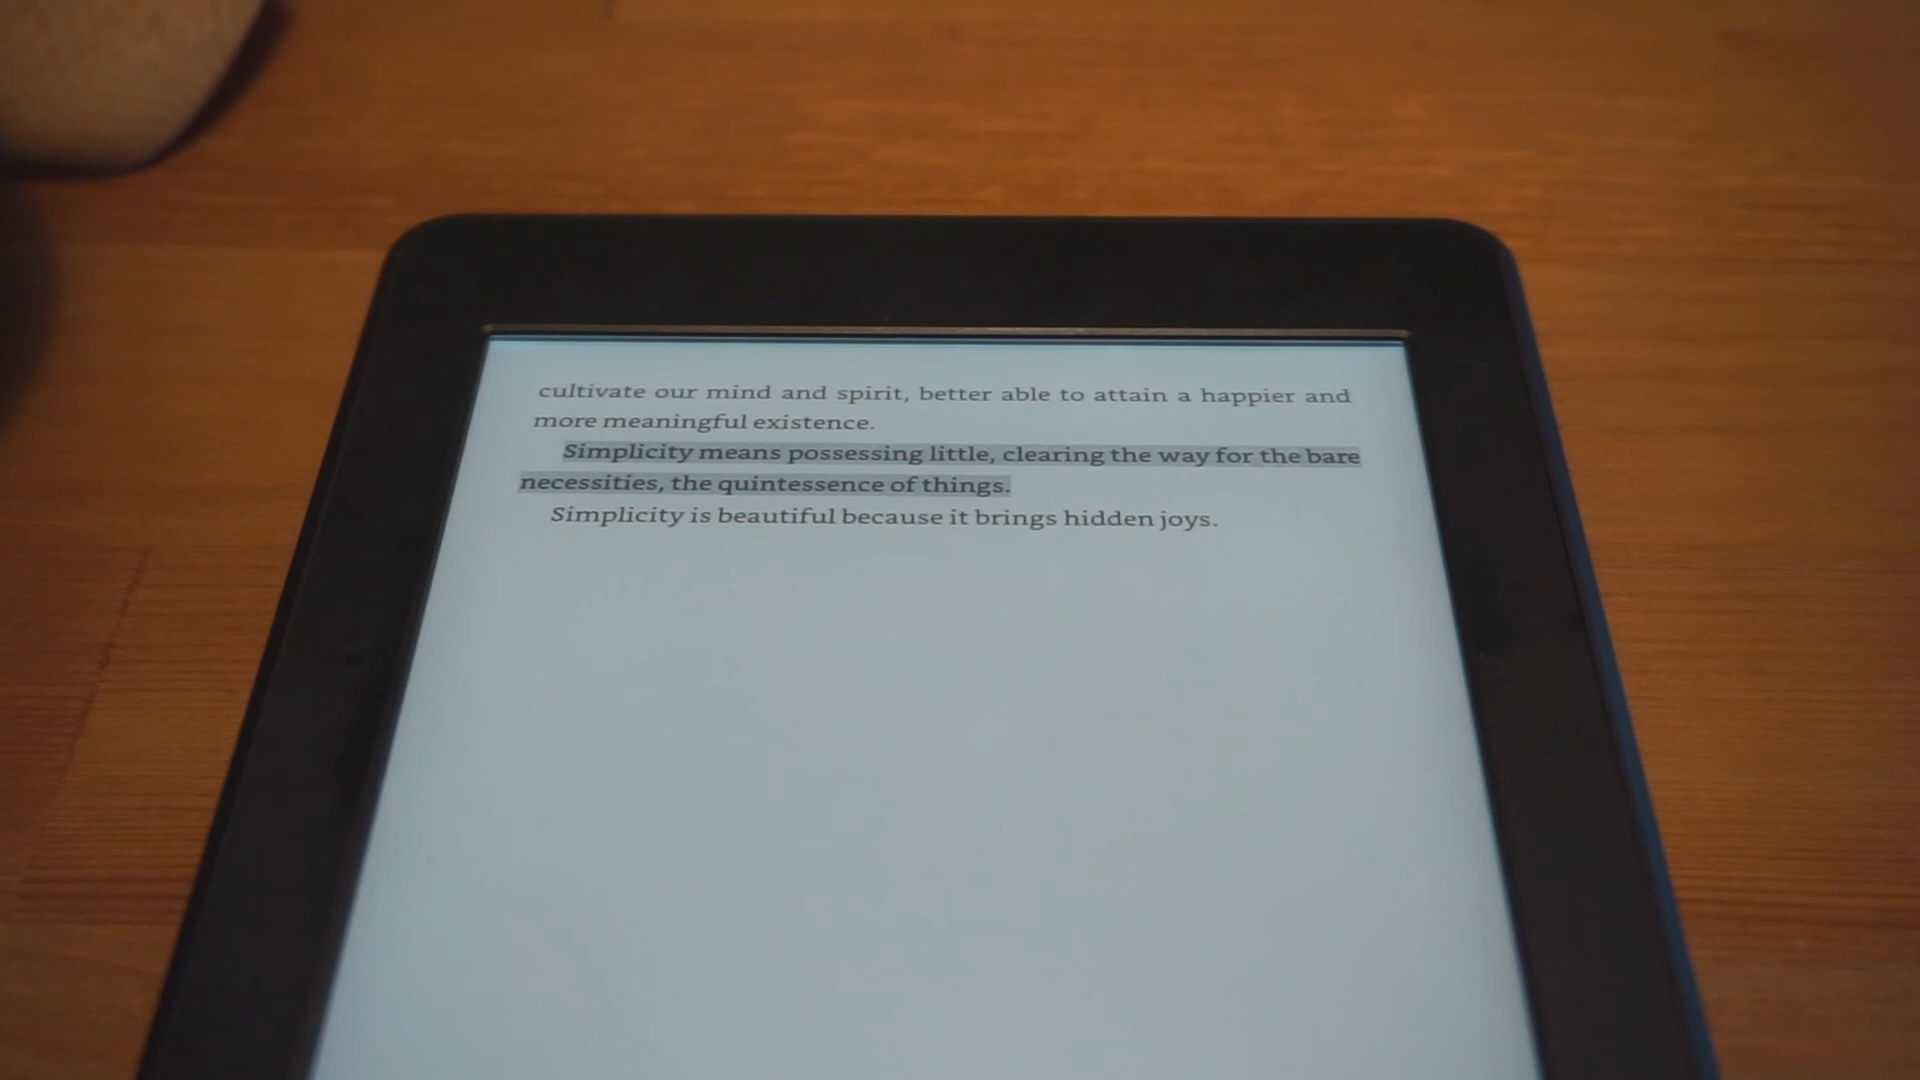 cultivate our mind and spirit, better able to attain a happier and
more meaningful existence.
Simplicity means possessing little, clearing the way for the bare
necessities, the quintessence of things.
Simplicity is beautiful because it brings hidden joys.